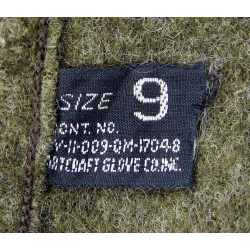 SIZE 9
CONT. NO.
V-11-009-QM-17048
ARTCRAFT GLOVE CO. INC.